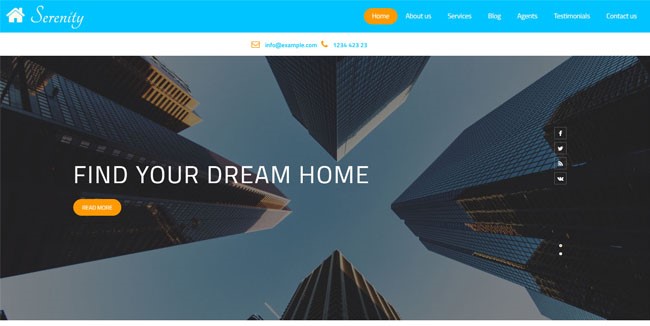 Serenity
Home About us Services Blog Agents Testimonials Contact us
info@example.com 1234 423 23
FIND YOUR DREAM HOME
READ MORE